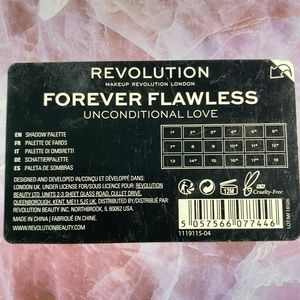 REVOLUTION
MAKEUP REVOLUTION LONDON
FOREVER FLAWLESS
UNCONDITIONAL LOVE
EN SHADOW PALETTE
FR PALETTE DE FARDS
IT PALETTE DI OMBRETTI
DE SCHATTIERPALETTE
ES PALETA DE SOMBRAS
1* 2* 3* 4* 5* 6*
7* 8* 9* 10* 11* 12*
13* 14* 15* 16* 17* 18*
DESIGNED AND DEVELOPED IN/CONÇU ET DÉVELOPPÉ DANS:
LONDON UK. UNDER LICENSE FOR/SOUS LICENCE POUR: REVOLUTION
BEAUTY LTD. UNITS 2-3 SHEET GLASS ROAD, CULLET DRIVE,
QUEENBOROUGH, KENT, ME11 5JS UK. DISTRIBUTED BY/DISTRIBUÉ PAR:
REVOLUTION BEAUTY INC. NORTHBROOK, IL 60062 USA.
MADE IN CHINA / FABRIQUÉ EN CHINE.
WWW.REVOLUTIONBEAUTY.COM
12M
Cruelty-Free
5 057566 077446
1119115-04